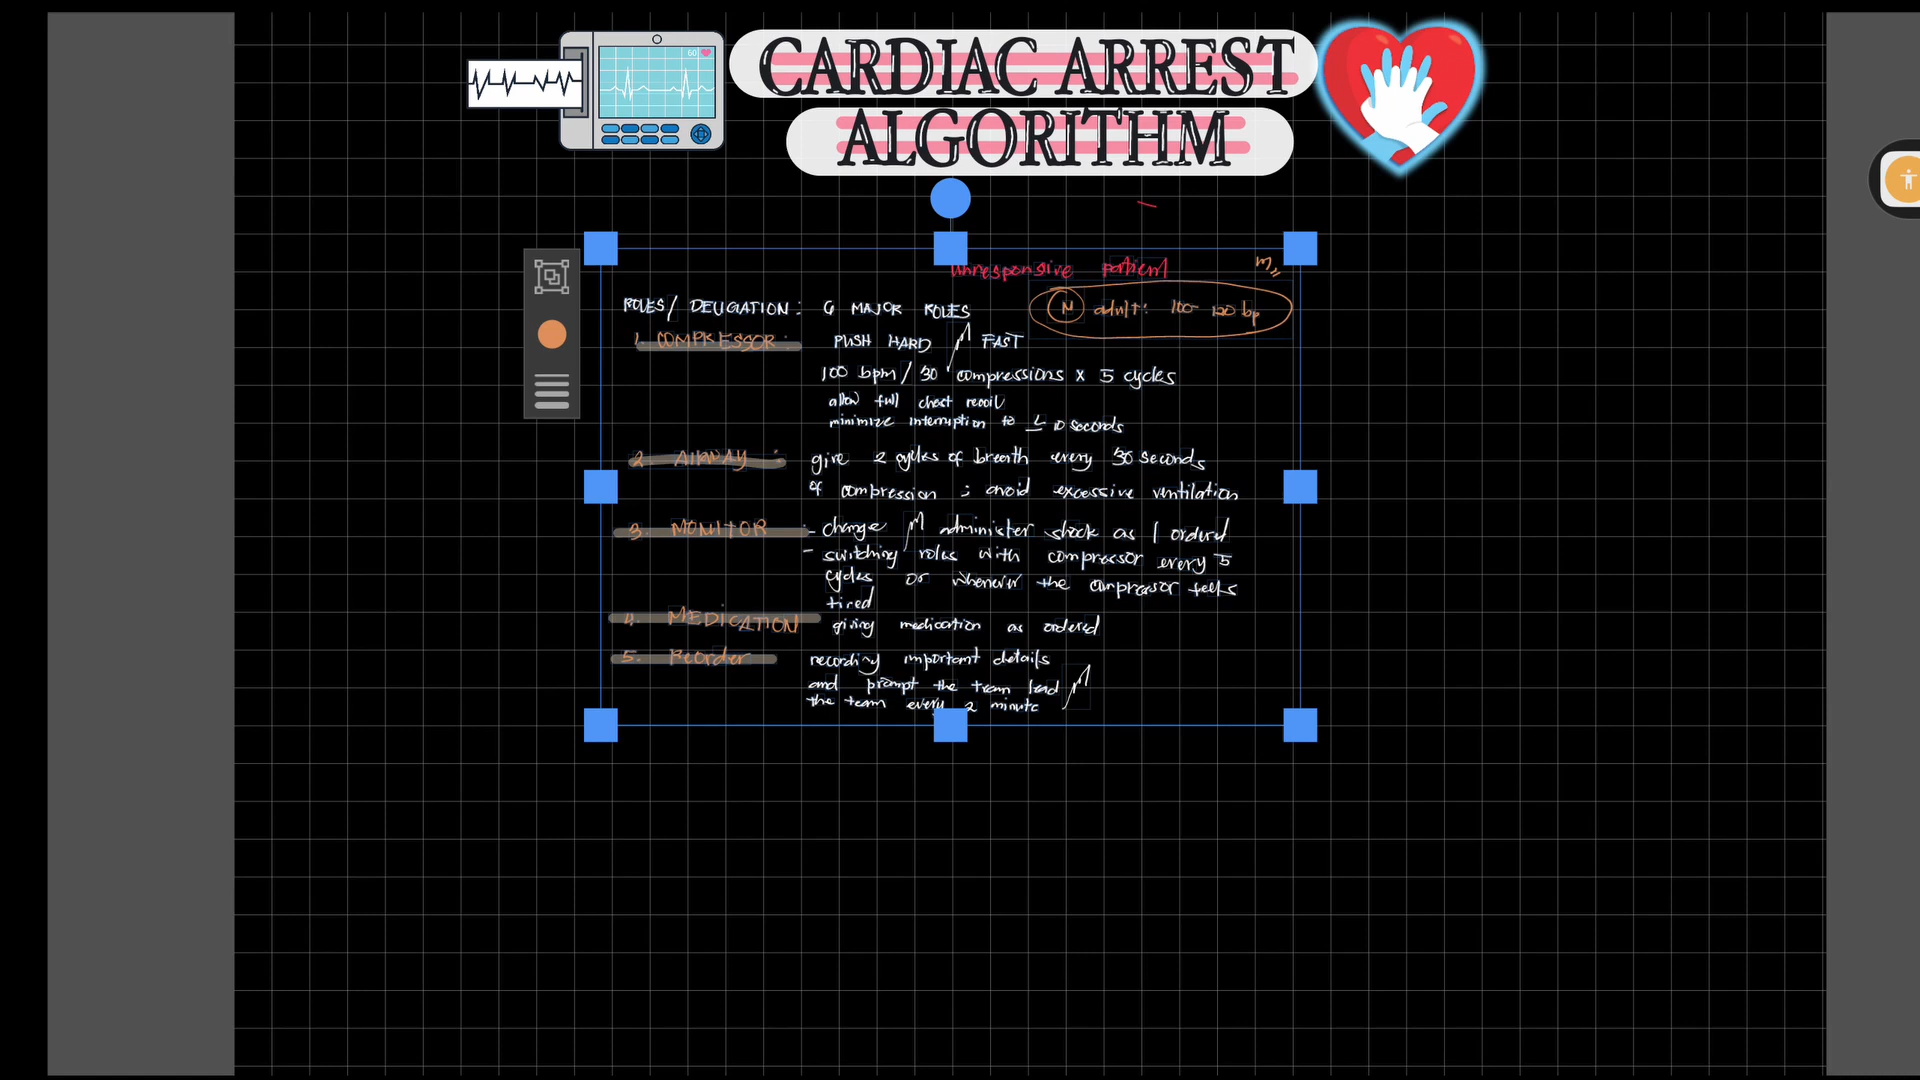 60
CARDIAC ARREST
ALGORITHM
unresponsive patient
ROLES/ DELIGATION: 6 MAJOR ROLES
N adult: 100-120 bp
1. COMPRESSOR: PUSH HARD FAST
100 bpm/ 30 compressions x 5 cycles
allow full chest recoil
minimize interruption to ≤ 10 seconds
2 AIRWAY: give 2 cycles of breath every 30 seconds
of compression ; avoid excessive ventilation
3. MONITOR - change administer shock as ordered
- switching roles with compressor every 5
cycles or whenever the compressor feels
tired
4. MEDICATION giving medication as ordered
5. Recorder recording important details
and prompt the team lead
the team every 2 minute